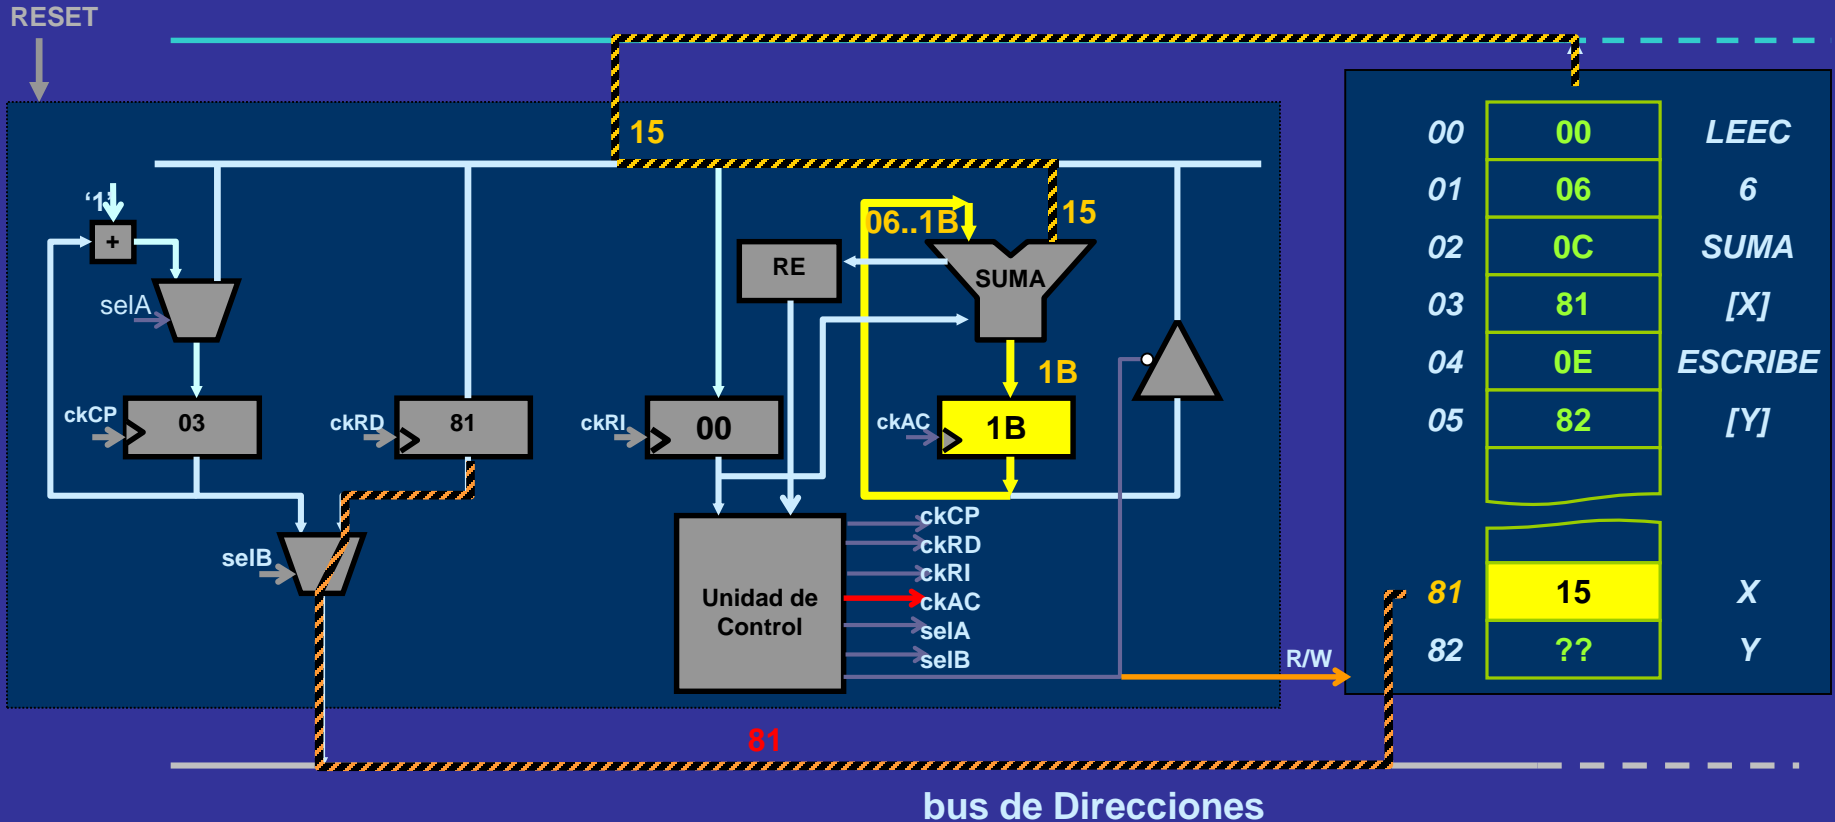 RESET
15
00 00 LEEC
01 06 6
02 0C SUMA
03 81 [X]
04 0E ESCRIBE
05 82 [Y]
81 15 X
82 ?? Y
‘1’
+
selA
06..1B
15
RE
SUMA
1B
ckCP
03
ckRD
81
ckRI
00
ckAC
1B
selB
Unidad de
Control
ckCP
ckRD
ckRI
ckAC
selA
selB
R/W
81
bus de Direcciones